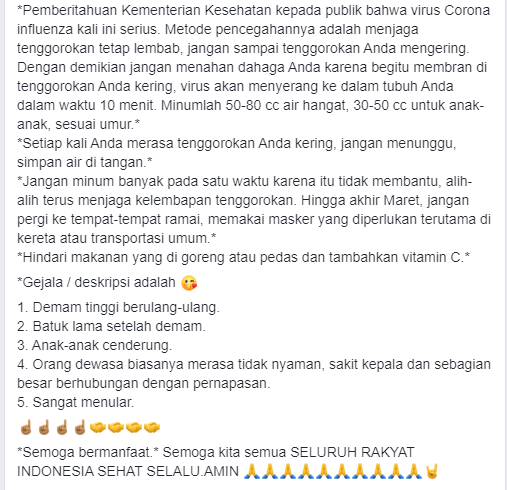 *Pemberitahuan Kementerian Kesehatan kepada publik bahwa virus Corona
influenza kali ini serius. Metode pencegahannya adalah menjaga
tenggorokan tetap lembab, jangan sampai tenggorokan Anda mengering.
Dengan demikian jangan menahan dahaga Anda karena begitu membran di
tenggorokan Anda kering, virus akan menyerang ke dalam tubuh Anda
dalam waktu 10 menit. Minumlah 50-80 cc air hangat, 30-50 cc untuk anak-
anak, sesuai umur.*
*Setiap kali Anda merasa tenggorokan Anda kering, jangan menunggu,
simpan air di tangan.*
*Jangan minum banyak pada satu waktu karena itu tidak membantu, alih-
alih terus menjaga kelembapan tenggorokan. Hingga akhir Maret, jangan
pergi ke tempat-tempat ramai, memakai masker yang diperlukan terutama di
kereta atau transportasi umum.*
*Hindari makanan yang di goreng atau pedas dan tambahkan vitamin C.*
*Gejala / deskripsi adalah 😘
1. Demam tinggi berulang-ulang.
2. Batuk lama setelah demam.
3. Anak-anak cenderung.
4. Orang dewasa biasanya merasa tidak nyaman, sakit kepala dan sebagian
besar berhubungan dengan pernapasan.
5. Sangat menular.
☝🏽☝🏽☝🏽☝🏽🤝🤝🤝🤝
*Semoga bermanfaat.* Semoga kita semua SELURUH RAKYAT
INDONESIA SEHAT SELALU.AMIN 🙏🙏🙏🙏🙏🙏🙏🙏🙏🙏🤘